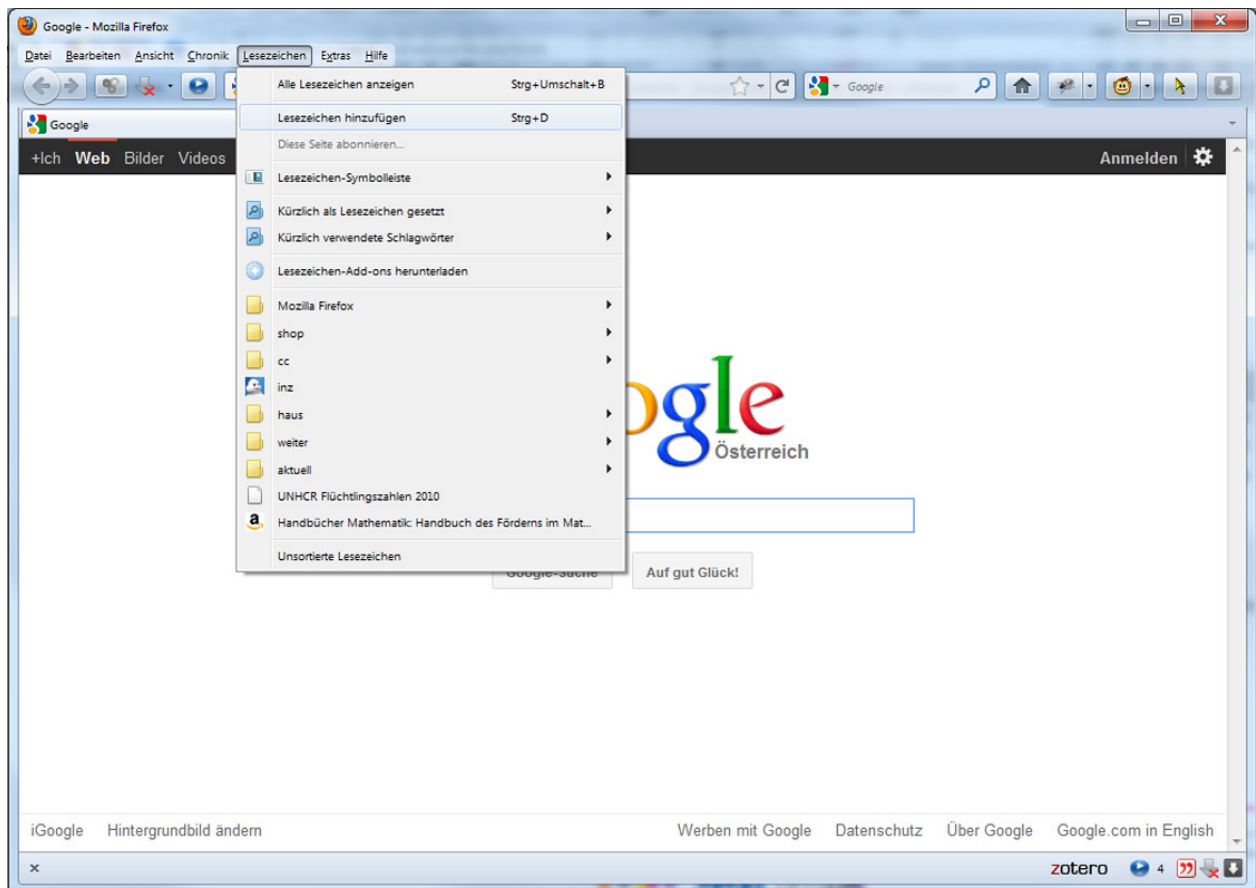 Google - Mozilla Firefox
Datei Bearbeiten Ansicht Chronik Lesezeichen Extras Hilfe
Google
Google
+Ich Web Bilder Videos
Anmelden
Alle Lesezeichen anzeigen Strg+Umschalt+B
Lesezeichen hinzufügen Strg+D
Diese Seite abonnieren...
Lesezeichen-Symbolleiste
Kürzlich als Lesezeichen gesetzt
Kürzlich verwendete Schlagwörter
Lesezeichen-Add-ons herunterladen
Mozilla Firefox
shop
cc
inz
haus
weiter
aktuell
UNHCR Flüchtlingszahlen 2010
Handbücher Mathematik: Handbuch des Förderns im Mat...
Unsortierte Lesezeichen
ogle
Österreich
Google-Suche Auf gut Glück!
iGoogle Hintergrundbild ändern Werben mit Google Datenschutz Über Google Google.com in English
x zotero 4